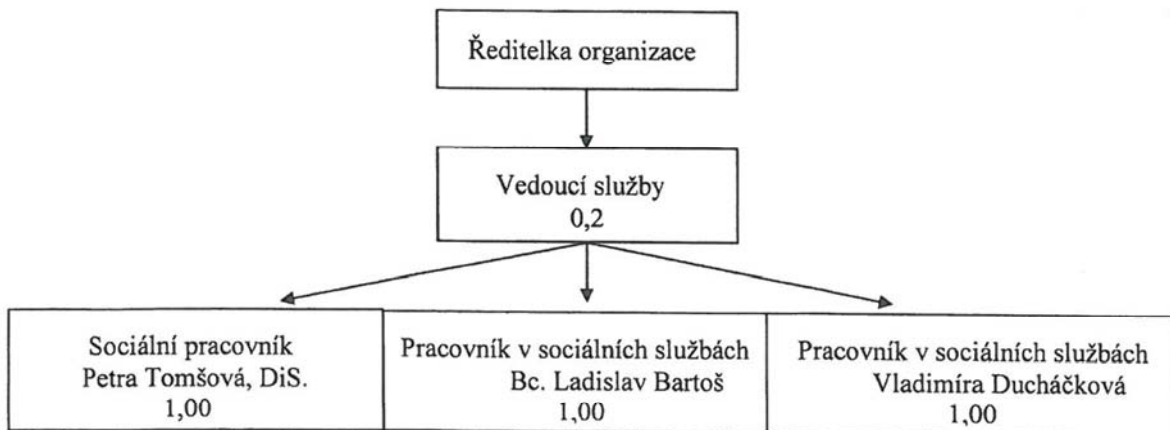 Ředitelka organizace
Vedoucí služby
0,2
Sociální pracovník
Petra Tomšová, DiS.
1,00
Pracovník v sociálních službách
Bc. Ladislav Bartoš
1,00
Pracovník v sociálních službách
Vladimíra Ducháčková
1,00